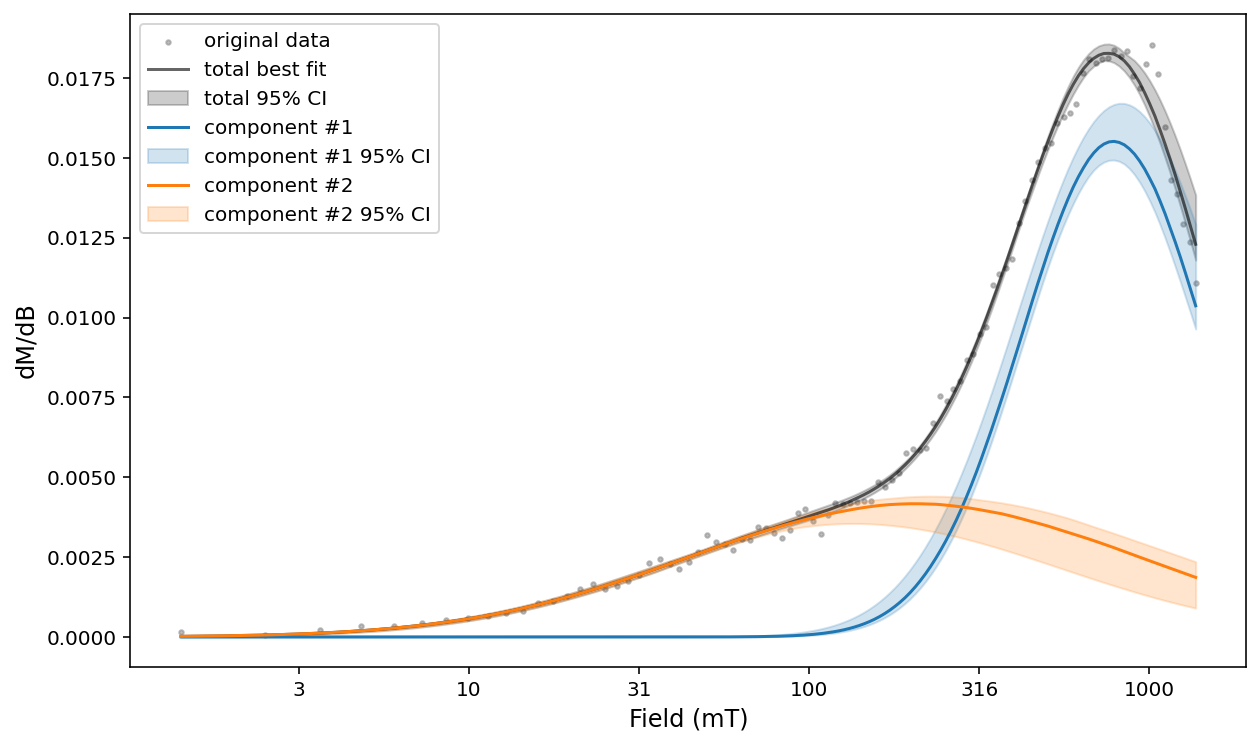 original data
total best fit
total 95% CI
component #1
component #1 95% CI
component #2
component #2 95% CI
0.0175
0.0150
0.0125
0.0100
0.0075
0.0050
0.0025
0.0000
dM/dB
3 10 31 100 316 1000
Field (mT)